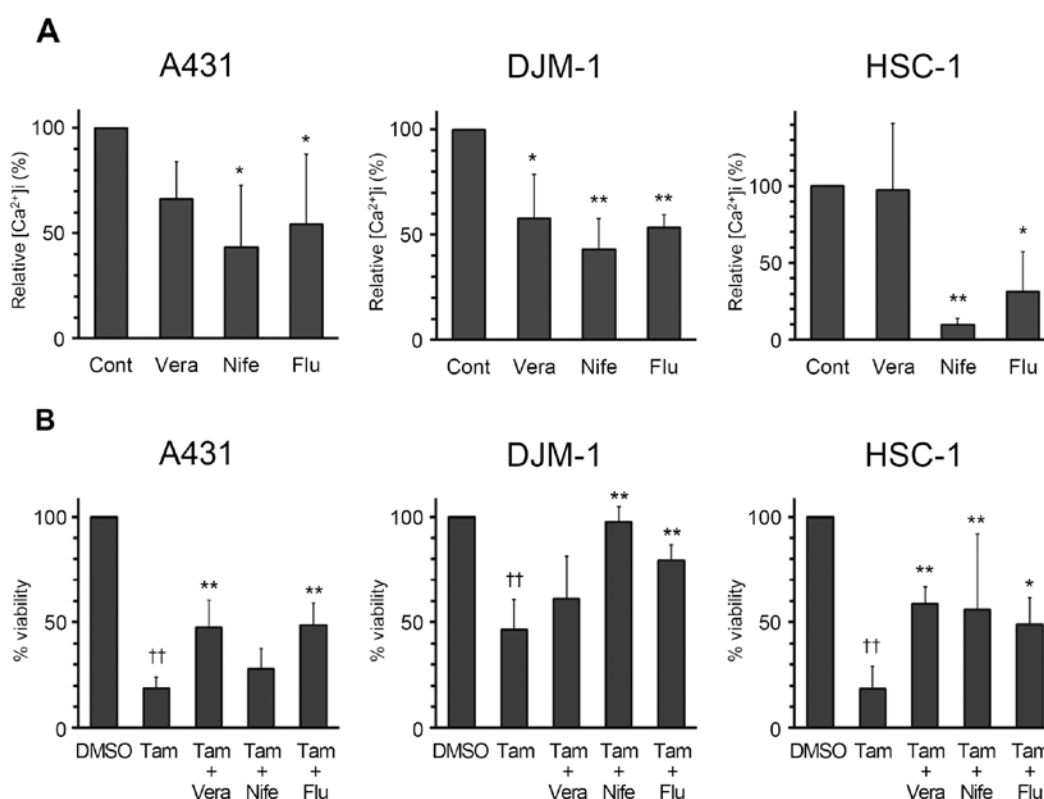 A
A431
DJM-1
HSC-1
Relative [Ca²⁺]i (%)
100
50
0
*
*
Cont Vera Nife Flu
Relative [Ca²⁺]i (%)
100
50
0
*
**
**
Cont Vera Nife Flu
Relative [Ca²⁺]i (%)
100
50
0
**
*
Cont Vera Nife Flu
B
A431
DJM-1
HSC-1
% viability
100
50
0
††
**
**
DMSO Tam Tam Tam Tam
+ + +
Vera Nife Flu
% viability
100
50
0
††
**
**
DMSO Tam Tam Tam Tam
+ + +
Vera Nife Flu
% viability
100
50
0
††
**
**
*
DMSO Tam Tam Tam Tam
+ + +
Vera Nife Flu